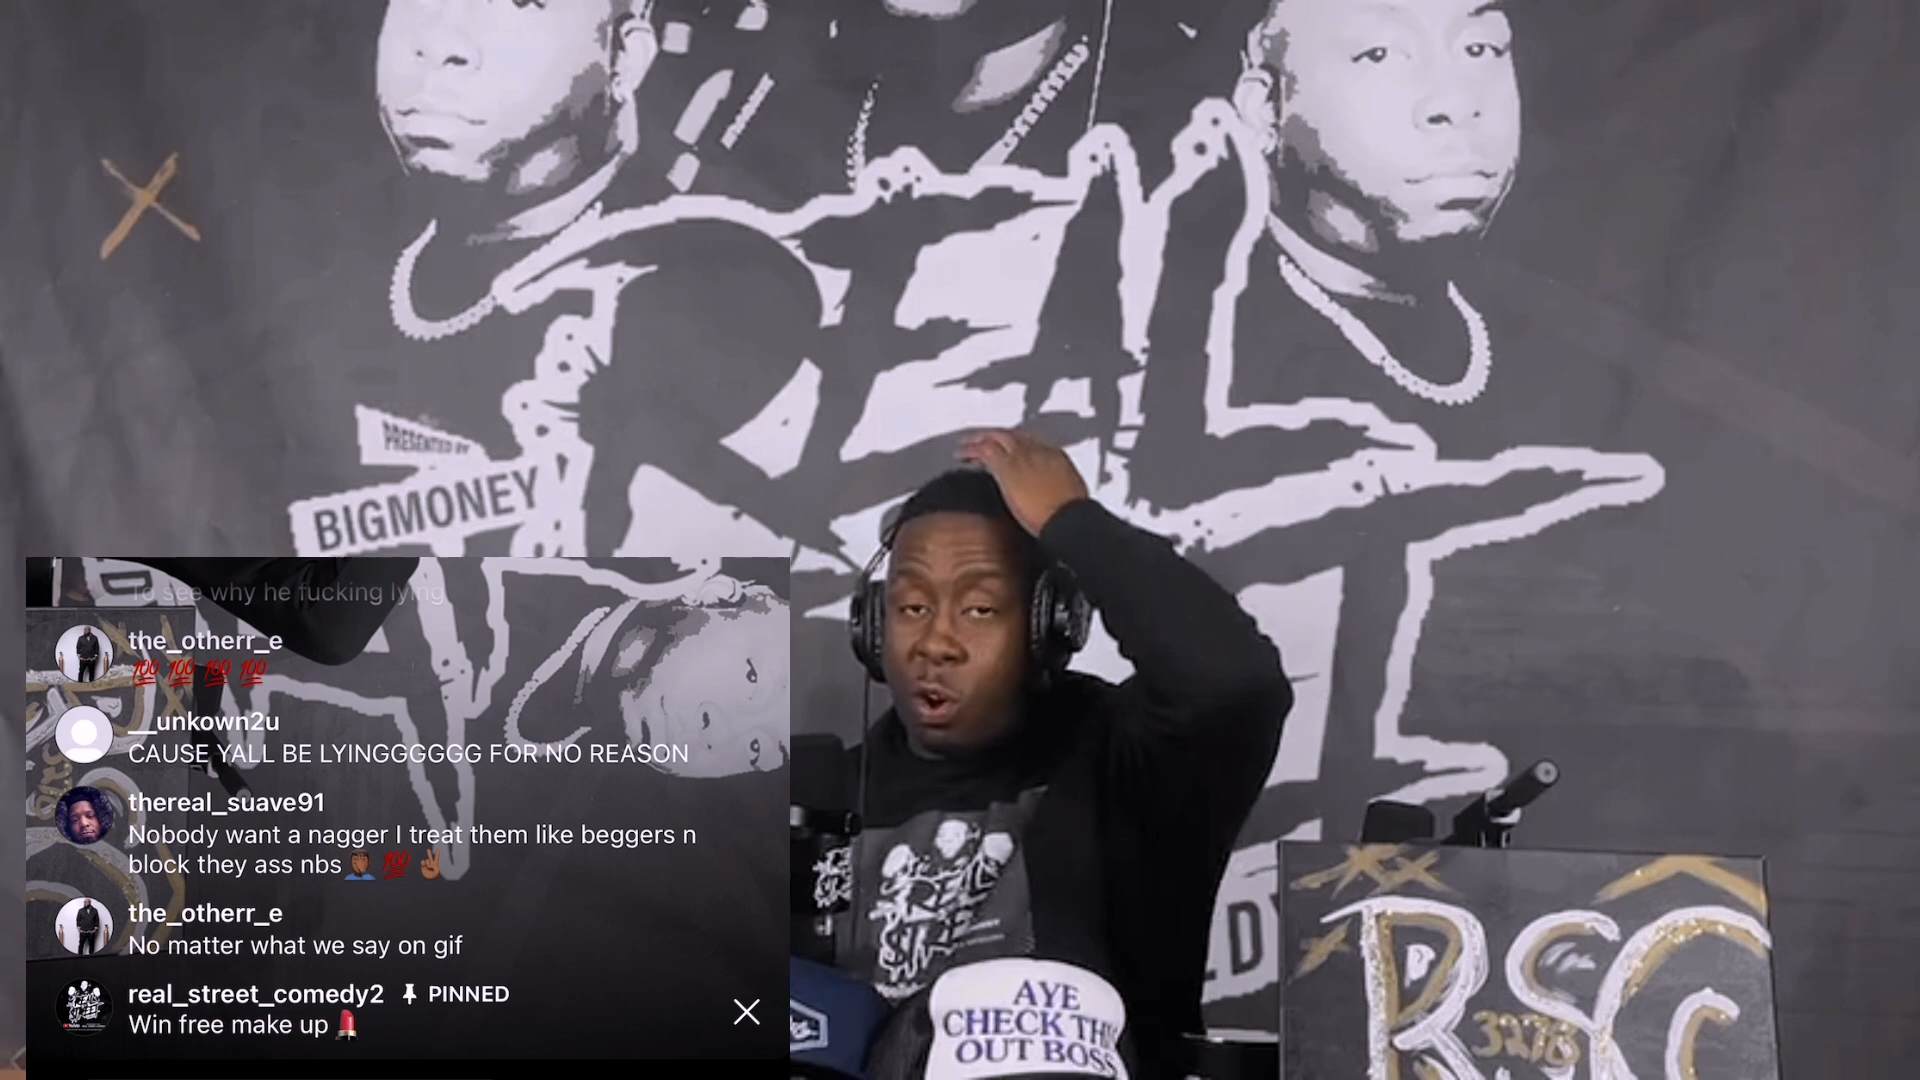 PRESENTED BY
BIGMONEY
REAL
To see why he fucking lying
the_otherr_e
💯💯💯💯
__unkown2u
CAUSE YALL BE LYINGGGGGG FOR NO REASON
thereal_suave91
Nobody want a nagger I treat them like beggers n
block they ass nbs🤦🏾‍♂️💯✌🏾
the_otherr_e
No matter what we say on gif
real_street_comedy2 📌 PINNED
Win free make up💄
AYE
CHECK THIS
OUT BOSS
RSC
3278